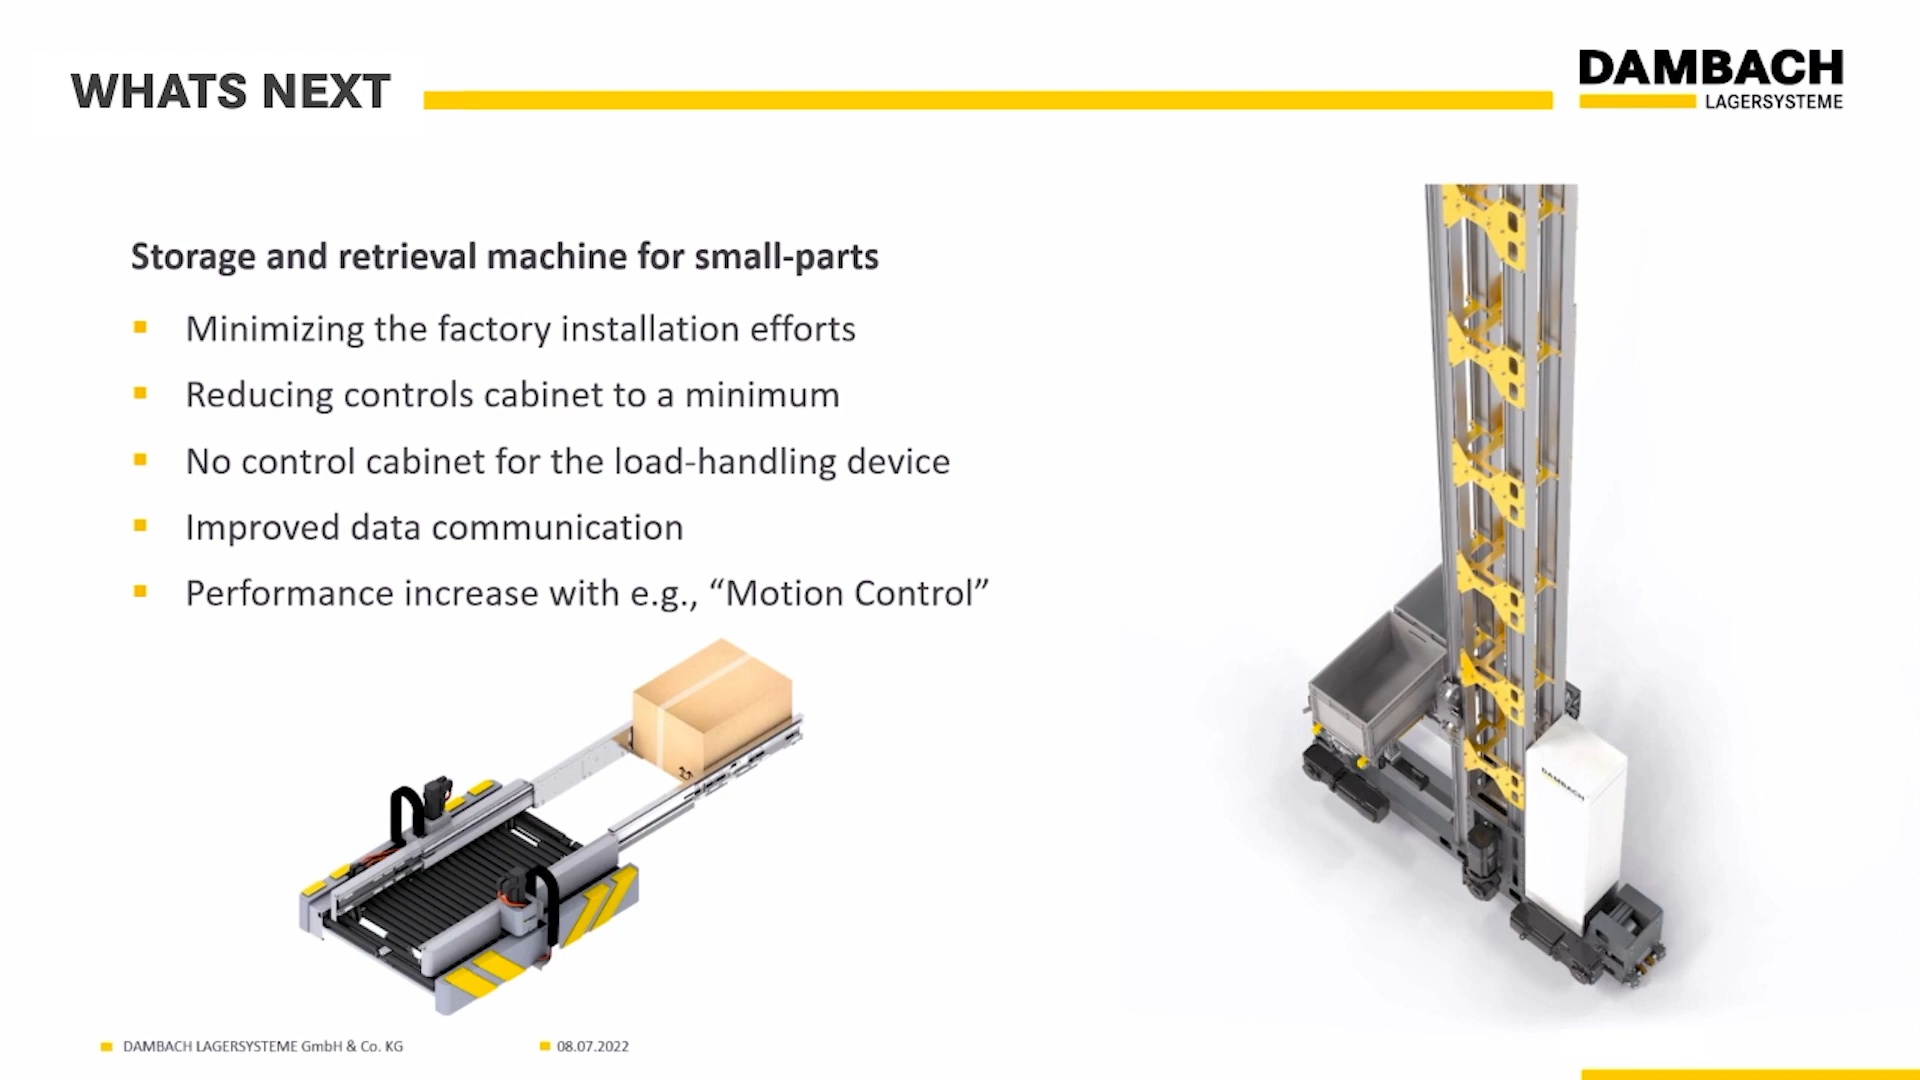 WHATS NEXT
DAMBACH
LAGERSYSTEME
Storage and retrieval machine for small-parts
Minimizing the factory installation efforts
Reducing controls cabinet to a minimum
No control cabinet for the load-handling device
Improved data communication
Performance increase with e.g., “Motion Control”
DAMBACH
DAMBACH LAGERSYSTEME GmbH & Co. KG
08.07.2022